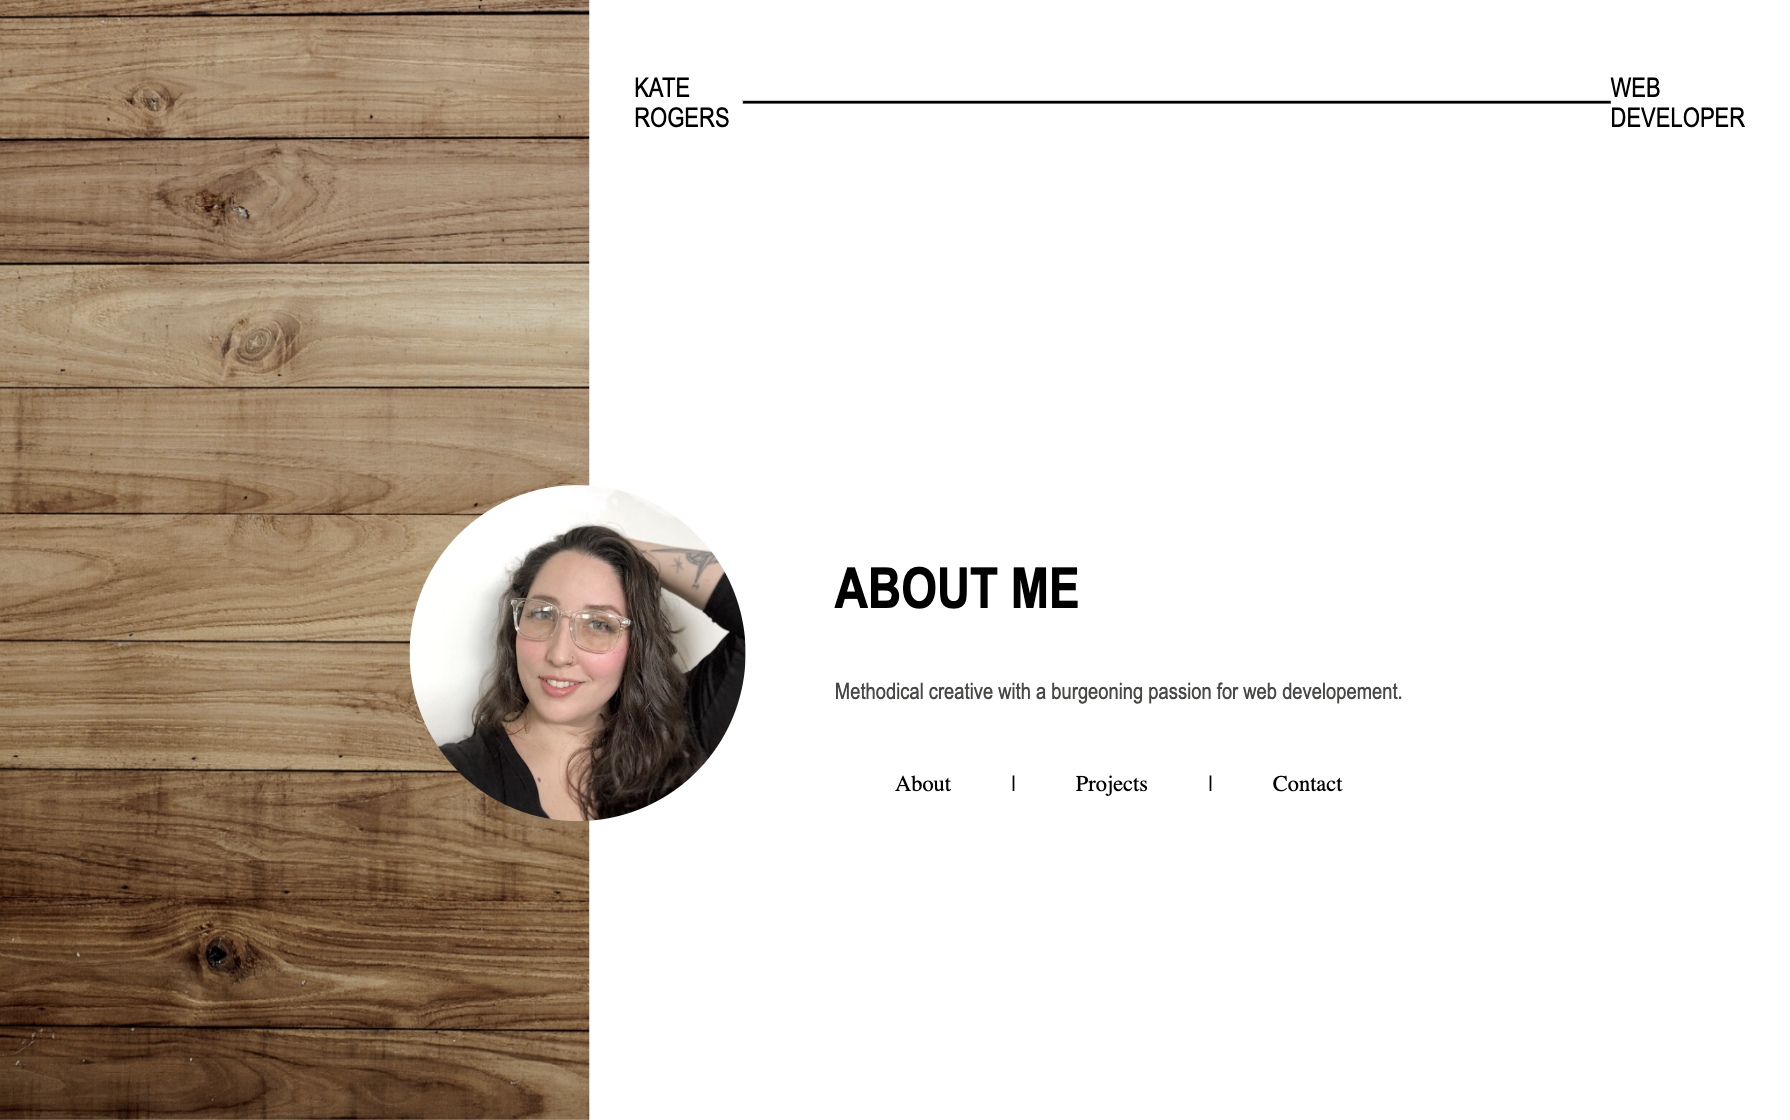 KATE
ROGERS
WEB
DEVELOPER
ABOUT ME
Methodical creative with a burgeoning passion for web developement.
About | Projects | Contact